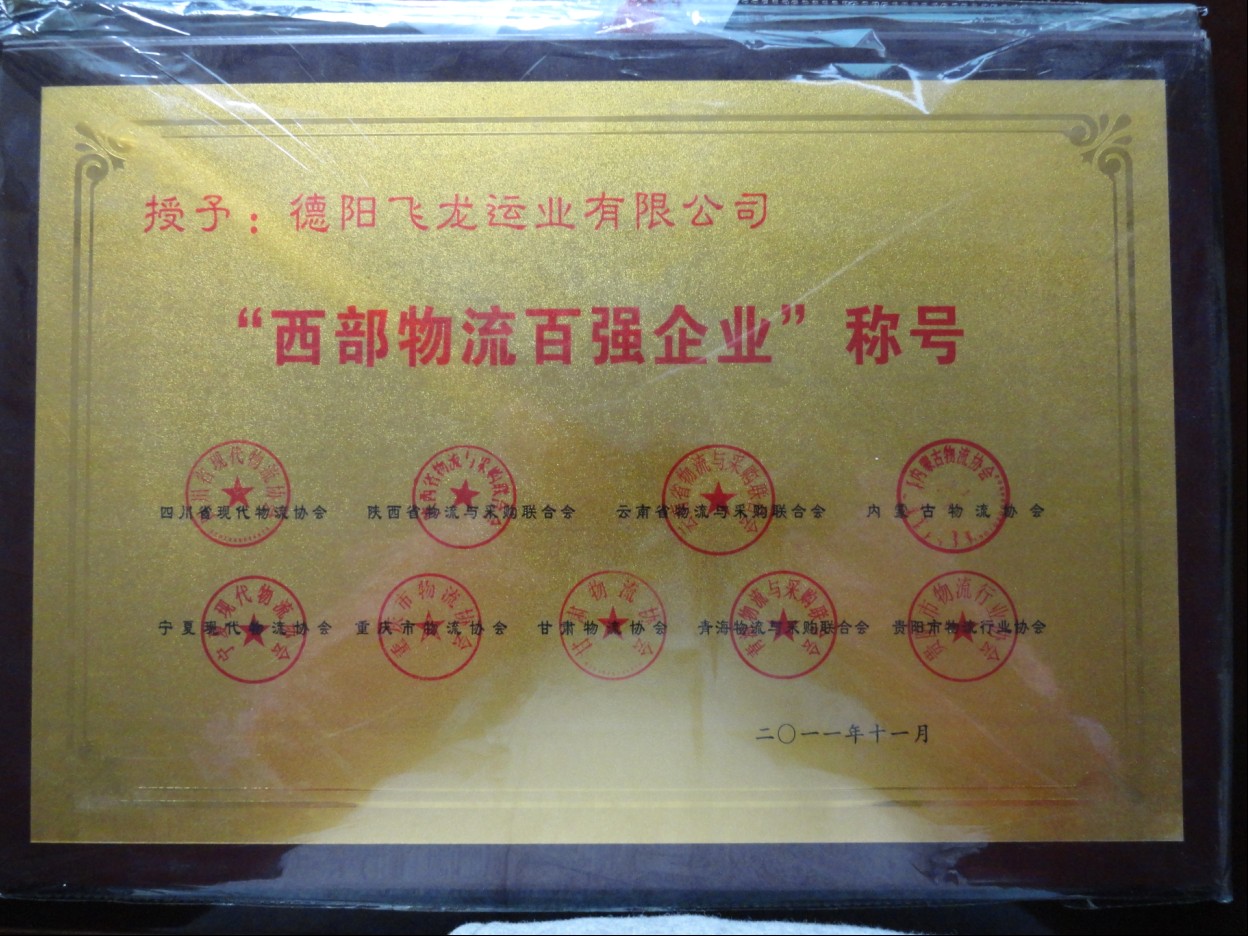 授予：德阳飞龙运业有限公司
“西部物流百强企业”称号
四川省现代物流协会 陕西省物流与采购联合会 云南省物流与采购联合会 内蒙古物流协会
宁夏现代物流协会 重庆市物流协会 甘肃物流协会 青海物流与采购联合会 贵阳市物流行业协会
二〇一一年十一月